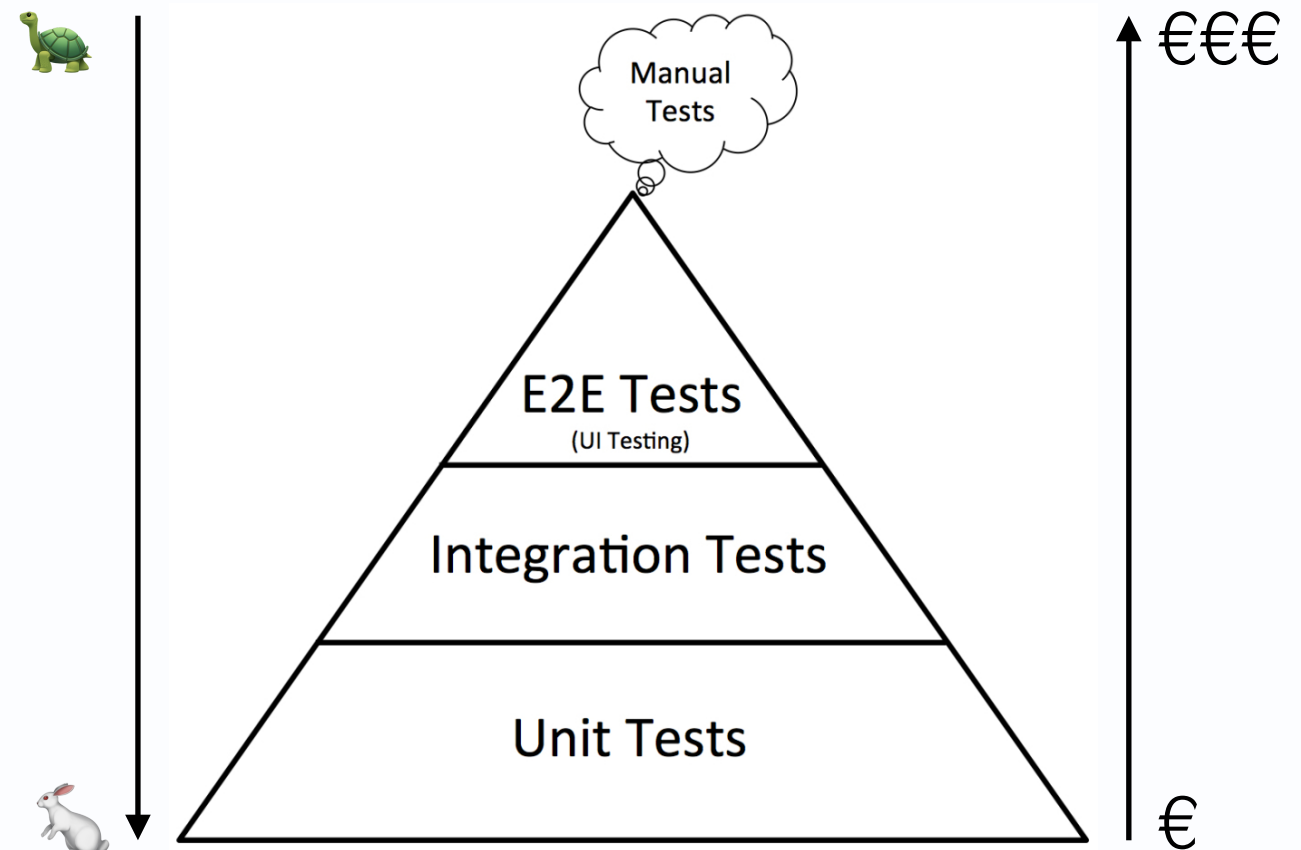 €€€
Manual
Tests
E2E Tests
(UI Testing)
Integration Tests
Unit Tests
€